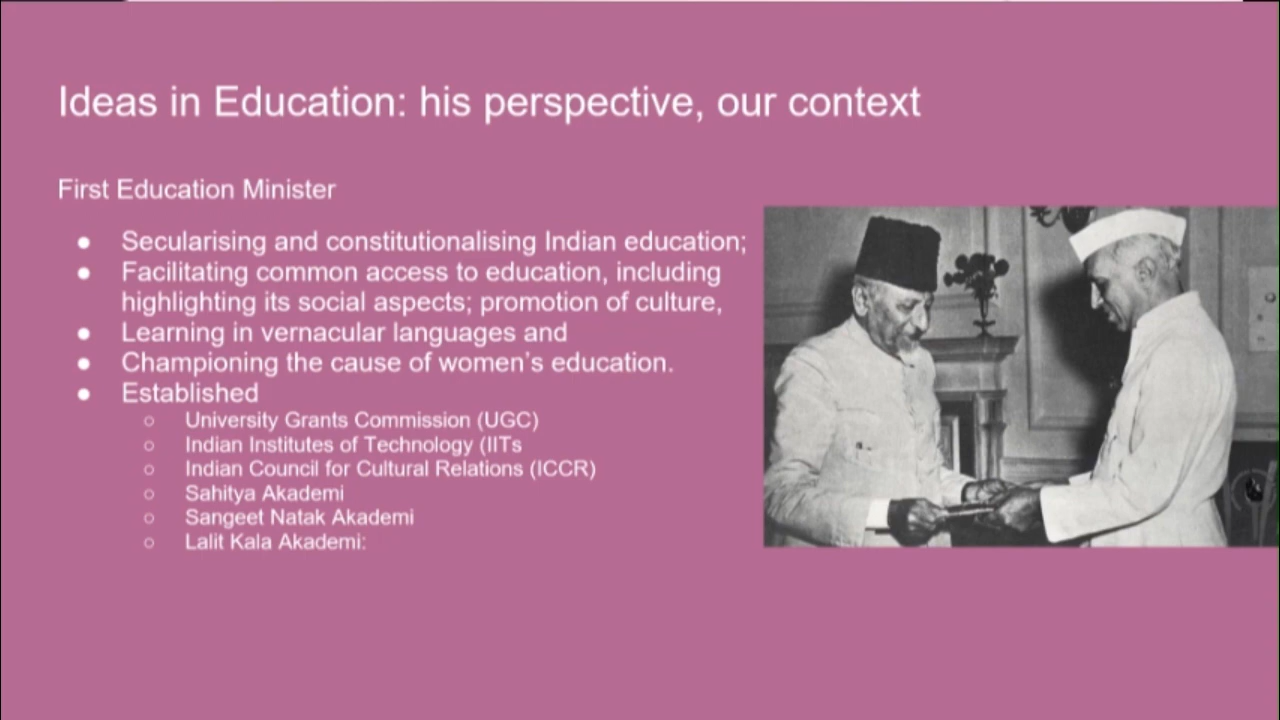 Ideas in Education: his perspective, our context
First Education Minister
● Secularising and constitutionalising Indian education;
● Facilitating common access to education, including
highlighting its social aspects; promotion of culture,
● Learning in vernacular languages and
● Championing the cause of women's education.
● Established
○ University Grants Commission (UGC)
○ Indian Institutes of Technology (IITs
○ Indian Council for Cultural Relations (ICCR)
○ Sahitya Akademi
○ Sangeet Natak Akademi
○ Lalit Kala Akademi: